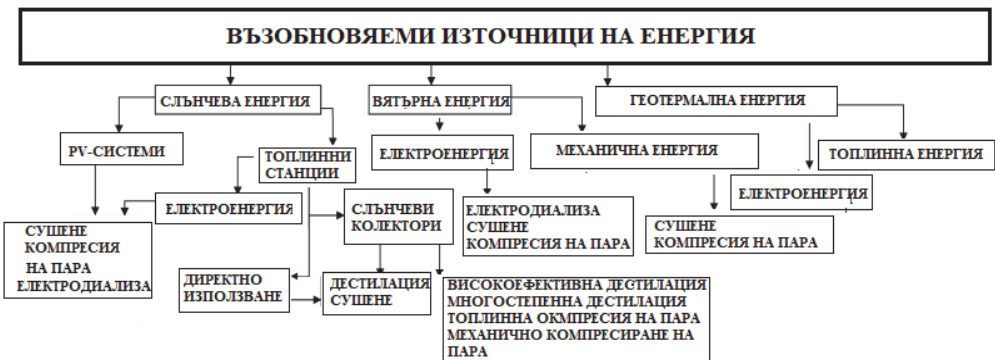 ВЪЗОБНОВЯЕМИ ИЗТОЧНИЦИ НА ЕНЕРГИЯ
СЛЪНЧЕВА ЕНЕРГИЯ
ВЯТЪРНА ЕНЕРГИЯ
ГЕОТЕРМАЛНА ЕНЕРГИЯ
PV-СИСТЕМИ
ТОПЛИННИ
СТАНЦИИ
ЕЛЕКТРОЕНЕРГИЯ
МЕХАНИЧНА ЕНЕРГИЯ
ТОПЛИННА ЕНЕРГИЯ
ЕЛЕКТРОЕНЕРГИЯ
ЕЛЕКТРОЕНЕРГИЯ
СЛЪНЧЕВИ
КОЛЕКТОРИ
ЕЛЕКТРОДИАЛИЗА
СУШЕНЕ
КОМПРЕСИЯ НА ПАРА
СУШЕНЕ
КОМПРЕСИЯ НА ПАРА
СУШЕНЕ
КОМПРЕСИЯ
НА ПАРА
ЕЛЕКТРОДИАЛИЗА
ДИРЕКТНО
ИЗПОЛЗВАНЕ
ДЕСТИЛАЦИЯ
СУШЕНЕ
ВИСОКОЕФЕКТИВНА ДЕСТИЛАЦИЯ
МНОГОСТЕПЕННА ДЕСТИЛАЦИЯ
ТОПЛИННА ОКМПРЕСИЯ НА ПАРА
МЕХАНИЧНО КОМПРЕСИРАНЕ НА
ПАРА